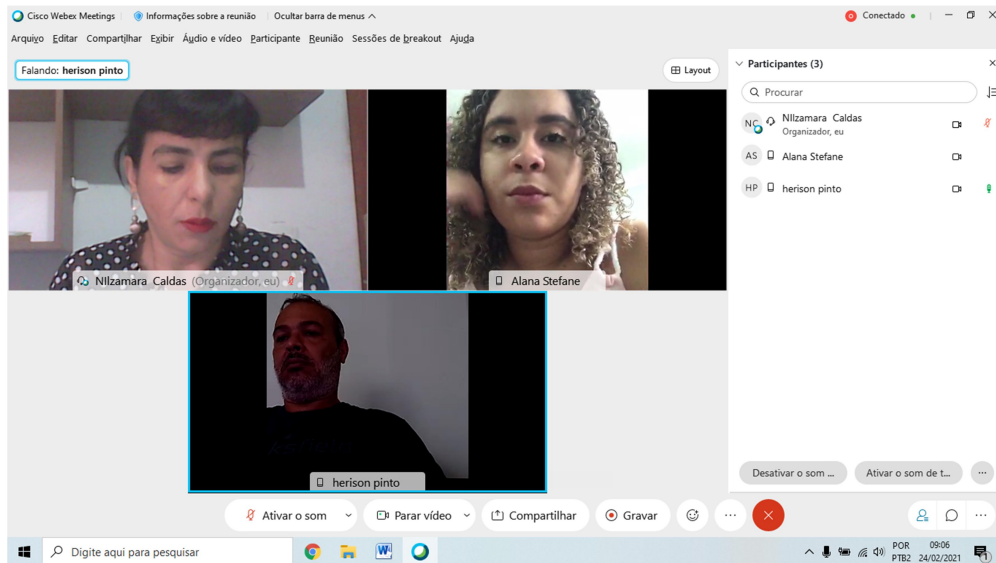 Cisco Webex Meetings
Informações sobre a reunião
Ocultar barra de menus
Conectado
Arquivo Editar Compartilhar Exibir Áudio e vídeo Participante Reunião Sessões de breakout Ajuda
Falando: herison pinto
Layout
NIlzamara Caldas (Organizador, eu)
Alana Stefane
herison pinto
Participantes (3)
Procurar
NC NIlzamara Caldas
Organizador, eu
AS Alana Stefane
HP herison pinto
Desativar o som ...
Ativar o som de t...
Ativar o som
Parar vídeo
Compartilhar
Gravar
Digite aqui para pesquisar
W
POR
PTB2
09:06
24/02/2021
1